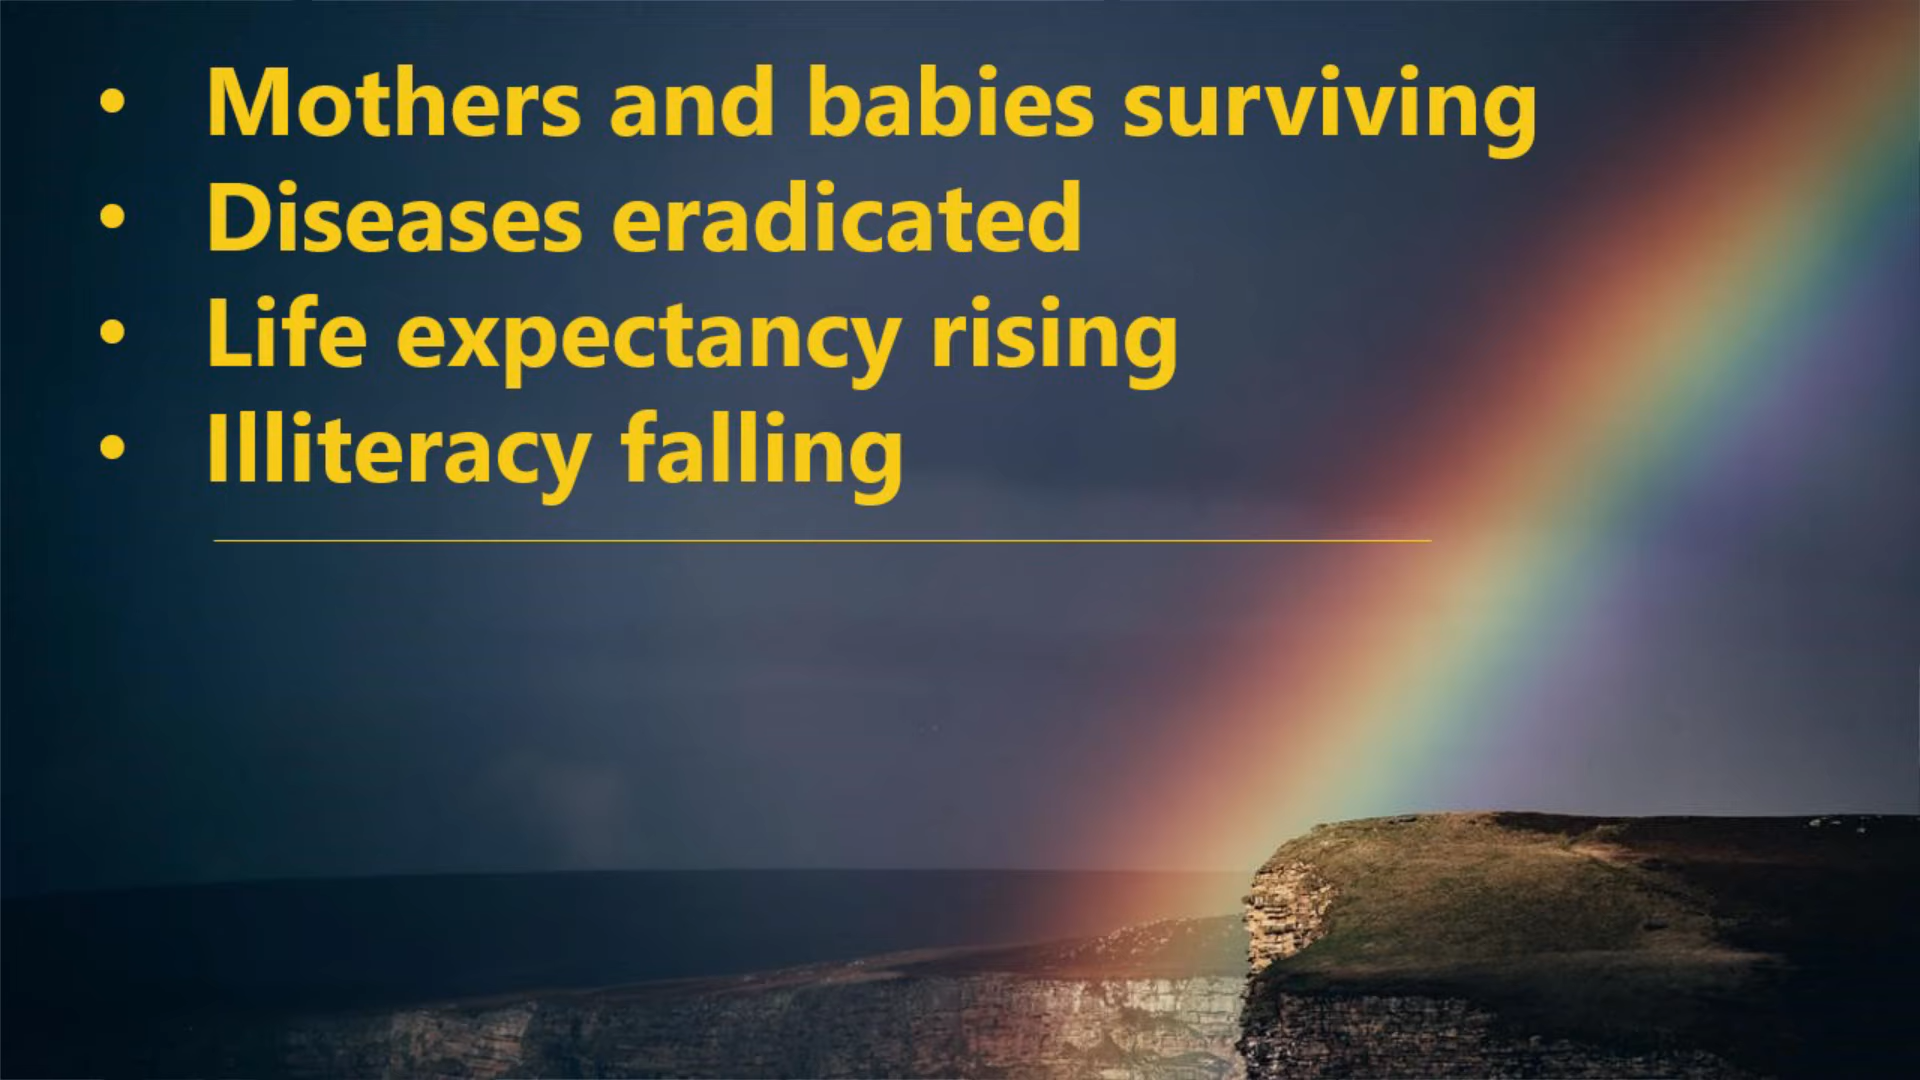 • Mothers and babies surviving
• Diseases eradicated
• Life expectancy rising
• Illiteracy falling